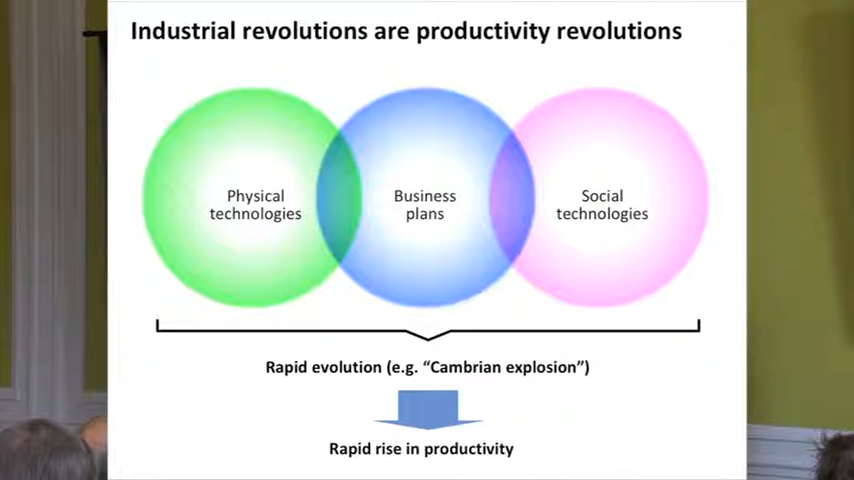 Industrial revolutions are productivity revolutions
Physical
technologies
Business
plans
Social
technologies
Rapid evolution (e.g. “Cambrian explosion”)
Rapid rise in productivity